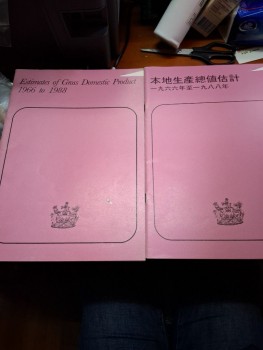 Estimates of Gross Domestic Product
1966 to 1988
本地生產總值估計
一九六六年至一九八八年